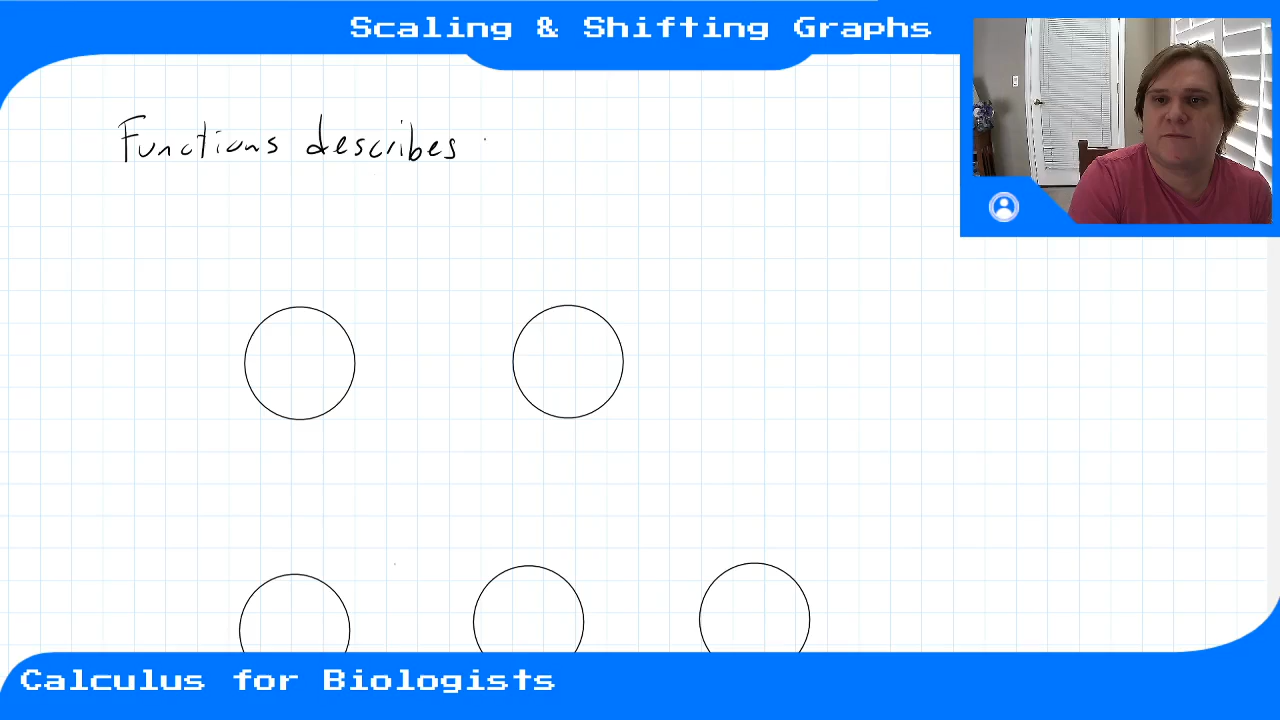 Scaling & Shifting Graphs
Functions describes
Calculus for Biologists